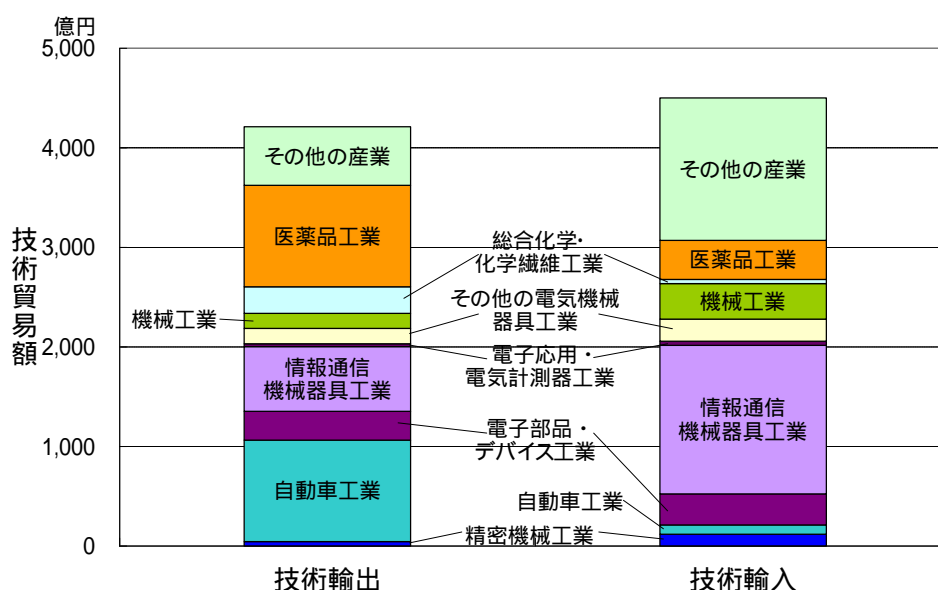 億円
5,000
4,000
3,000
2,000
1,000
0
技術貿易額
その他の産業
医薬品工業
機械工業
情報通信
機械器具工業
自動車工業
総合化学・
化学繊維工業
その他の電気機械
器具工業
電子応用・
電気計測器工業
電子部品・
デバイス工業
自動車工業
精密機械工業
その他の産業
医薬品工業
機械工業
情報通信
機械器具工業
技術輸出
技術輸入